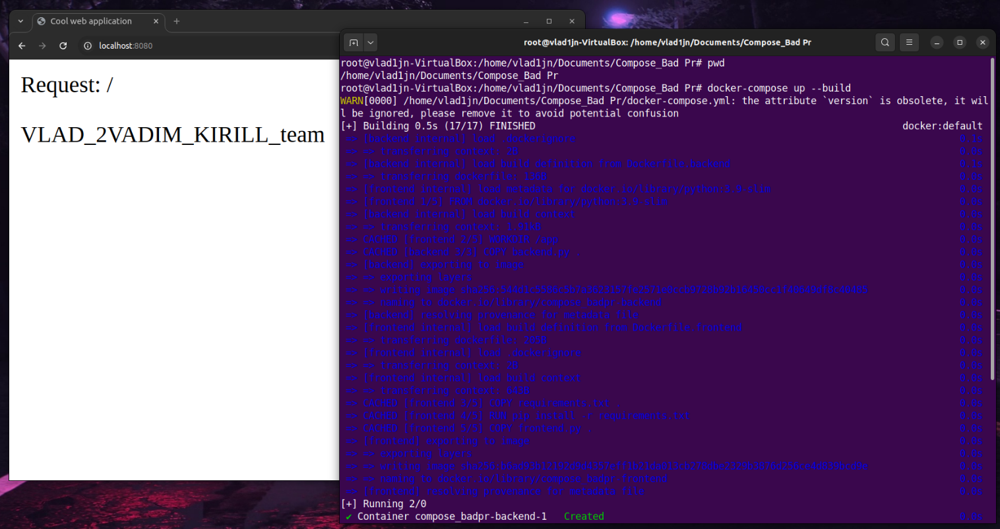 Cool web application
localhost:8080
Request: /
VLAD_2VADIM_KIRILL_team
root@vlad1jn-VirtualBox: /home/vlad1jn/Documents/Compose_Bad Pr
root@vlad1jn-VirtualBox:/home/vlad1jn/Documents/Compose_Bad Pr# pwd
/home/vlad1jn/Documents/Compose_Bad Pr
root@vlad1jn-VirtualBox:/home/vlad1jn/Documents/Compose_Bad Pr# docker-compose up --build
WARN[0000] /home/vlad1jn/Documents/Compose_Bad Pr/docker-compose.yml: the attribute `version` is obsolete, it wil
l be ignored, please remove it to avoid potential confusion
[+] Building 0.5s (17/17) FINISHED docker:default
=> [backend internal] load .dockerignore 0.1s
=> => transferring context: 2B 0.0s
=> [backend internal] load build definition from Dockerfile.backend 0.1s
=> => transferring dockerfile: 136B 0.0s
=> [frontend internal] load metadata for docker.io/library/python:3.9-slim 0.0s
=> [frontend 1/5] FROM docker.io/library/python:3.9-slim 0.0s
=> [backend internal] load build context 0.0s
=> => transferring context: 1.91kB 0.0s
=> CACHED [frontend 2/5] WORKDIR /app 0.0s
=> CACHED [backend 3/3] COPY backend.py . 0.0s
=> [backend] exporting to image 0.0s
=> => exporting layers 0.0s
=> => writing image 0.0s
=> => naming to docker.io/library/compose_badpr-backend 0.0s
=> [backend] resolving provenance for metadata file 0.0s
=> [frontend internal] load build definition from Dockerfile.frontend 0.0s
=> => transferring dockerfile: 205B 0.0s
=> [frontend internal] load .dockerignore 0.0s
=> => transferring context: 2B 0.0s
=> [frontend internal] load build context 0.0s
=> => transferring context: 843B 0.0s
=> CACHED [frontend 3/5] COPY requirements.txt . 0.0s
=> CACHED [frontend 4/5] RUN pip install -r requirements.txt 0.0s
=> CACHED [frontend 5/5] COPY frontend.py . 0.0s
=> [frontend] exporting to image 0.0s
=> => exporting layers 0.0s
=> => writing image 0.0s
=> => naming to docker.io/library/compose_badpr-frontend 0.0s
=> [frontend] resolving provenance for metadata file 0.0s
[+] Running 2/0
✔ Container compose_badpr-backend-1 Created 0.0s